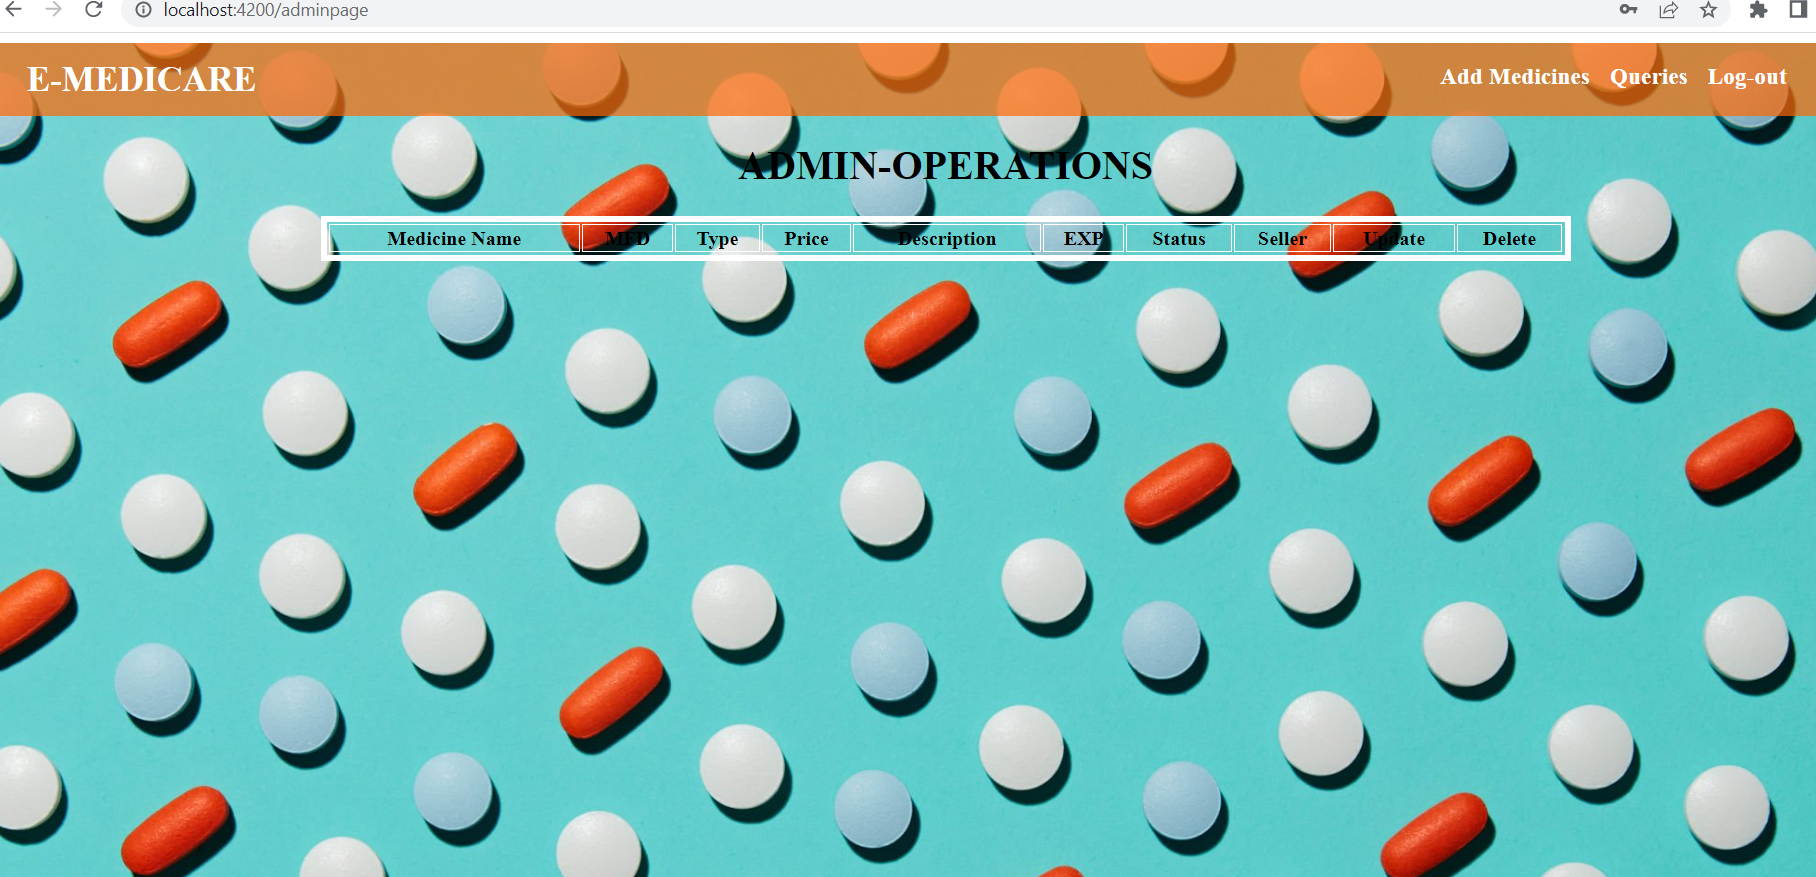 localhost:4200/adminpage
E-MEDICARE
Add Medicines Queries Log-out
ADMIN-OPERATIONS
Medicine Name MFD Type Price Description EXP Status Seller Update Delete